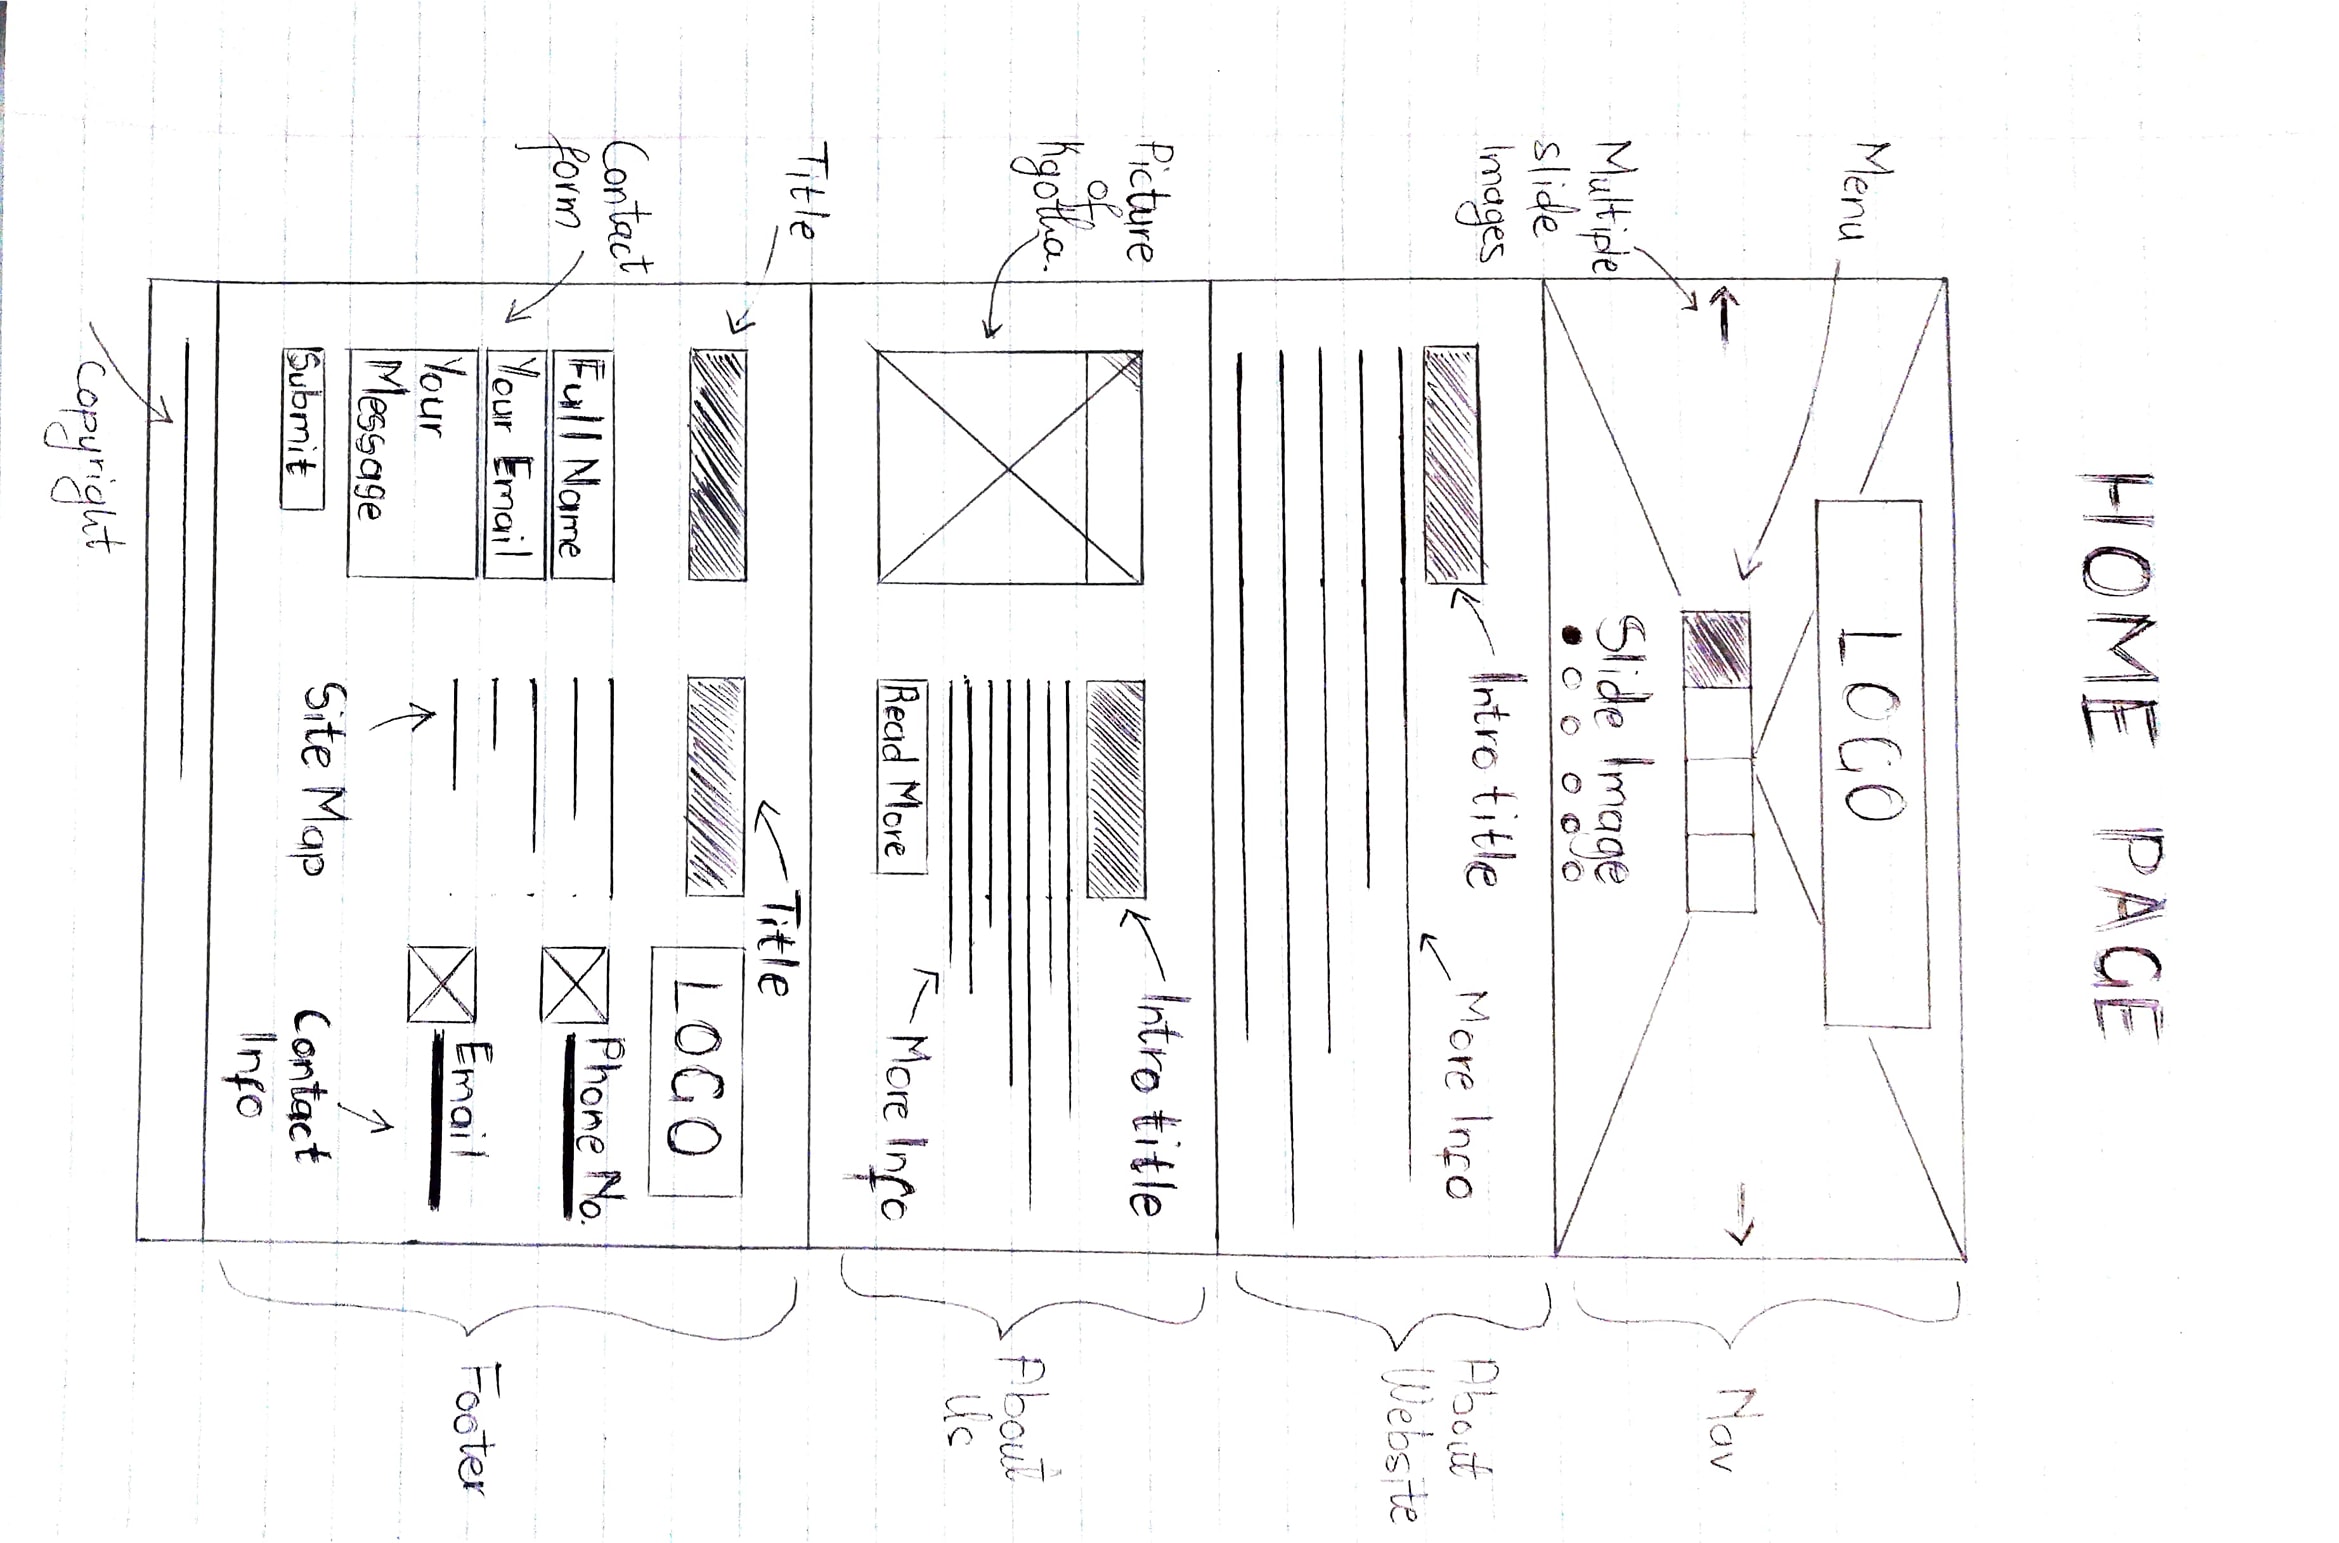 HOME PAGE
LOGO
Menu
Nav
Multiple
slide
Images
Slide Image
Intro title
More Info
About
Website
Picture
of
Kgotha.
Intro title
About
Us
Read More
More Info
Title
Title
LOGO
Contact
form
Full Name
Phone No.
Your Email
Email
Footer
Your
Message
Submit
Site Map
Contact
Info
Copyright